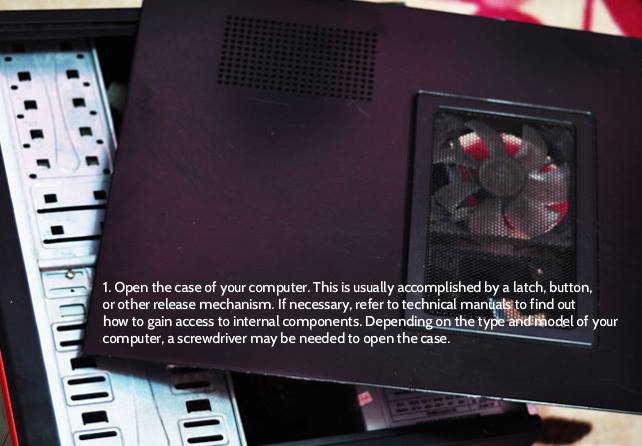 1. Open the case of your computer. This is usually accomplished by a latch, button,
or other release mechanism. If necessary, refer to technical manuals to find out
how to gain access to internal components. Depending on the type and model of your
computer, a screwdriver may be needed to open the case.